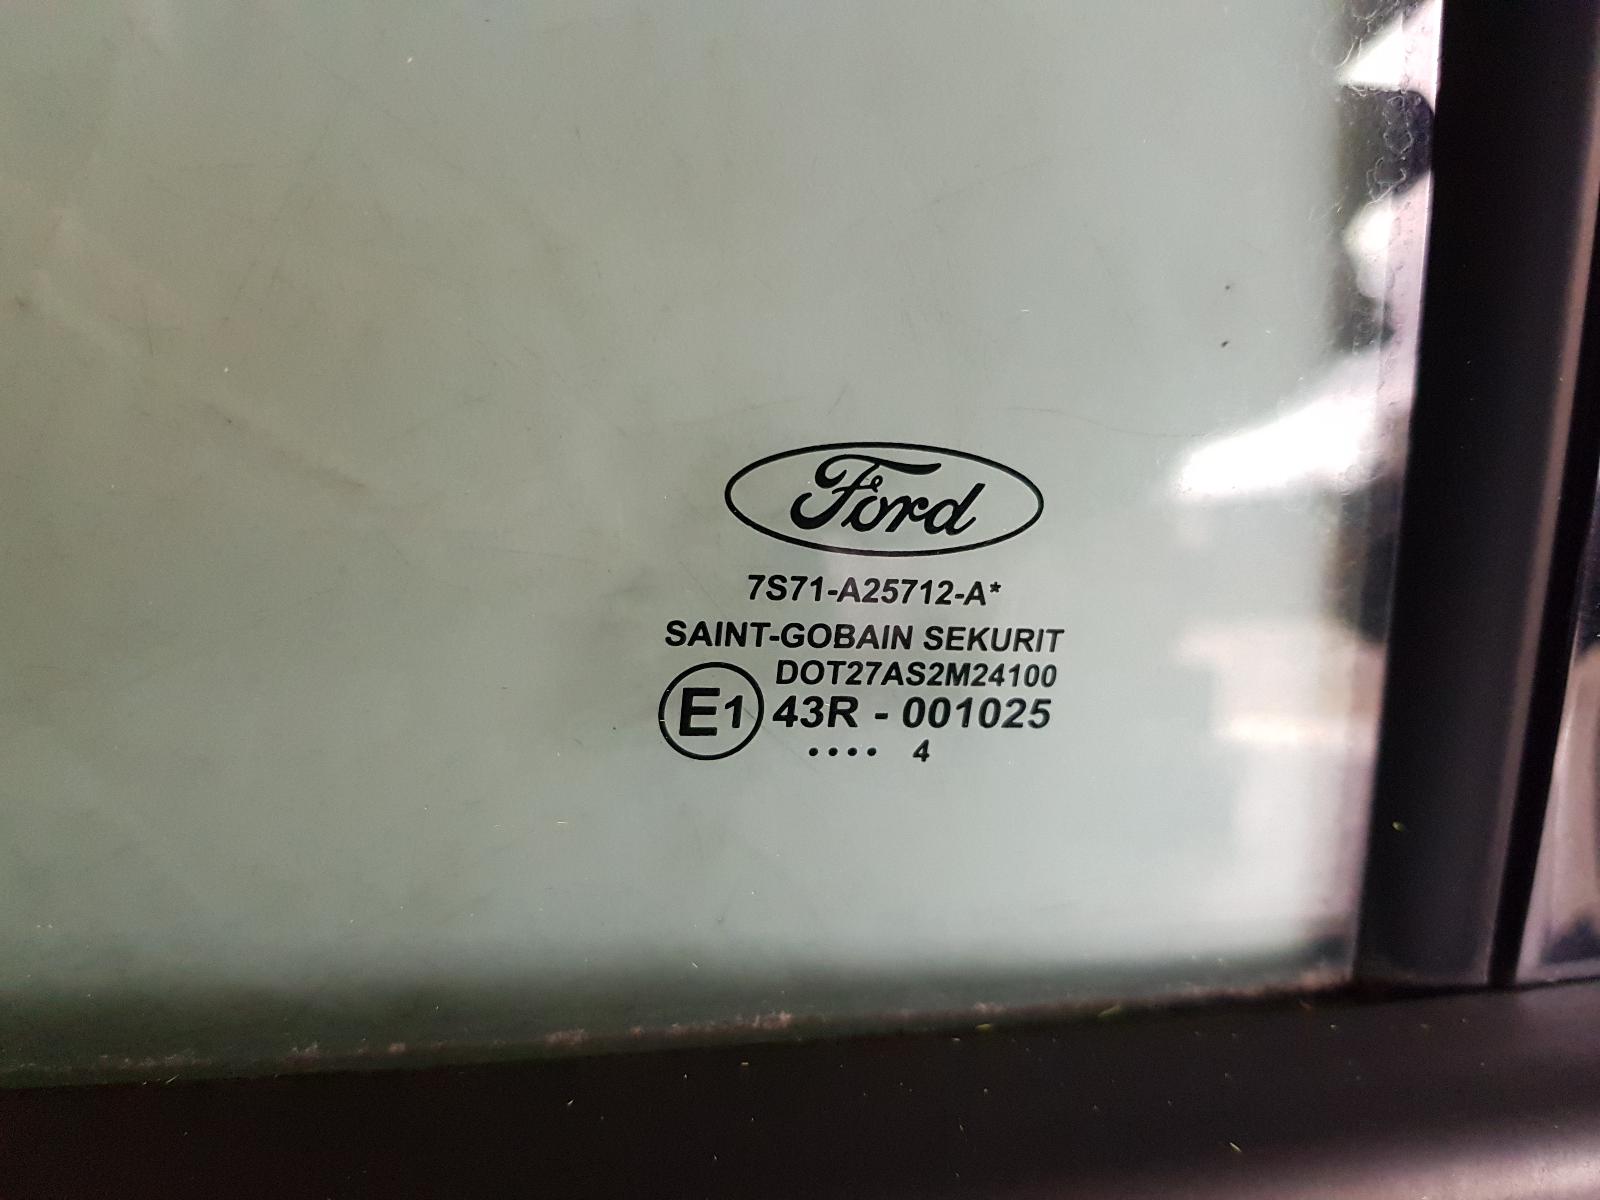 Ford
7S71-A25712-A*
SAINT-GOBAIN SEKURIT
DOT27AS2M24100
E1 43R - 001025
.... 4